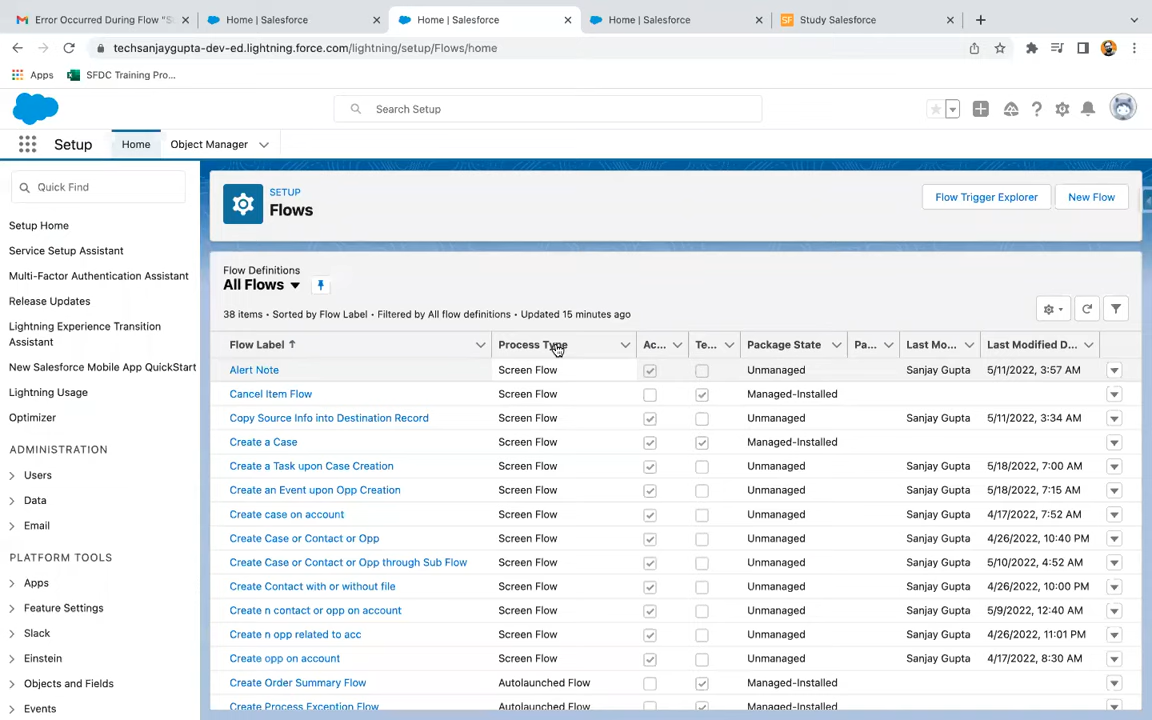 Error Occurred During Flow "S
Home | Salesforce
Home | Salesforce
Home | Salesforce
Study Salesforce
techsanjaygupta-dev-ed.lightning.force.com/lightning/setup/Flows/home
Apps
SFDC Training Pro...
Search Setup
Setup
Home
Object Manager
Quick Find
Setup Home
Service Setup Assistant
Multi-Factor Authentication Assistant
Release Updates
Lightning Experience Transition
Assistant
New Salesforce Mobile App QuickStart
Lightning Usage
Optimizer
ADMINISTRATION
Users
Data
Email
PLATFORM TOOLS
Apps
Feature Settings
Slack
Einstein
Objects and Fields
Events
SETUP
Flows
Flow Trigger Explorer
New Flow
Flow Definitions
All Flows
38 items • Sorted by Flow Label • Filtered by All flow definitions • Updated 15 minutes ago
Flow Label ↑ Process Type Ac... Te... Package State Pa... Last Mo... Last Modified D...
Alert Note Screen Flow Unmanaged Sanjay Gupta 5/11/2022, 3:57 AM
Cancel Item Flow Screen Flow Managed-Installed
Copy Source Info into Destination Record Screen Flow Unmanaged Sanjay Gupta 5/11/2022, 3:34 AM
Create a Case Screen Flow Managed-Installed
Create a Task upon Case Creation Screen Flow Unmanaged Sanjay Gupta 5/18/2022, 7:00 AM
Create an Event upon Opp Creation Screen Flow Unmanaged Sanjay Gupta 5/18/2022, 7:15 AM
Create case on account Screen Flow Unmanaged Sanjay Gupta 4/17/2022, 7:52 AM
Create Case or Contact or Opp Screen Flow Unmanaged Sanjay Gupta 4/26/2022, 10:40 PM
Create Case or Contact or Opp through Sub Flow Screen Flow Unmanaged Sanjay Gupta 5/10/2022, 4:52 AM
Create Contact with or without file Screen Flow Unmanaged Sanjay Gupta 4/26/2022, 10:00 PM
Create n contact or opp on account Screen Flow Unmanaged Sanjay Gupta 5/9/2022, 12:40 AM
Create n opp related to acc Screen Flow Unmanaged Sanjay Gupta 4/26/2022, 11:01 PM
Create opp on account Screen Flow Unmanaged Sanjay Gupta 4/17/2022, 8:30 AM
Create Order Summary Flow Autolaunched Flow Managed-Installed
Create Process Exception Flow Autolaunched Flow Managed-Installed